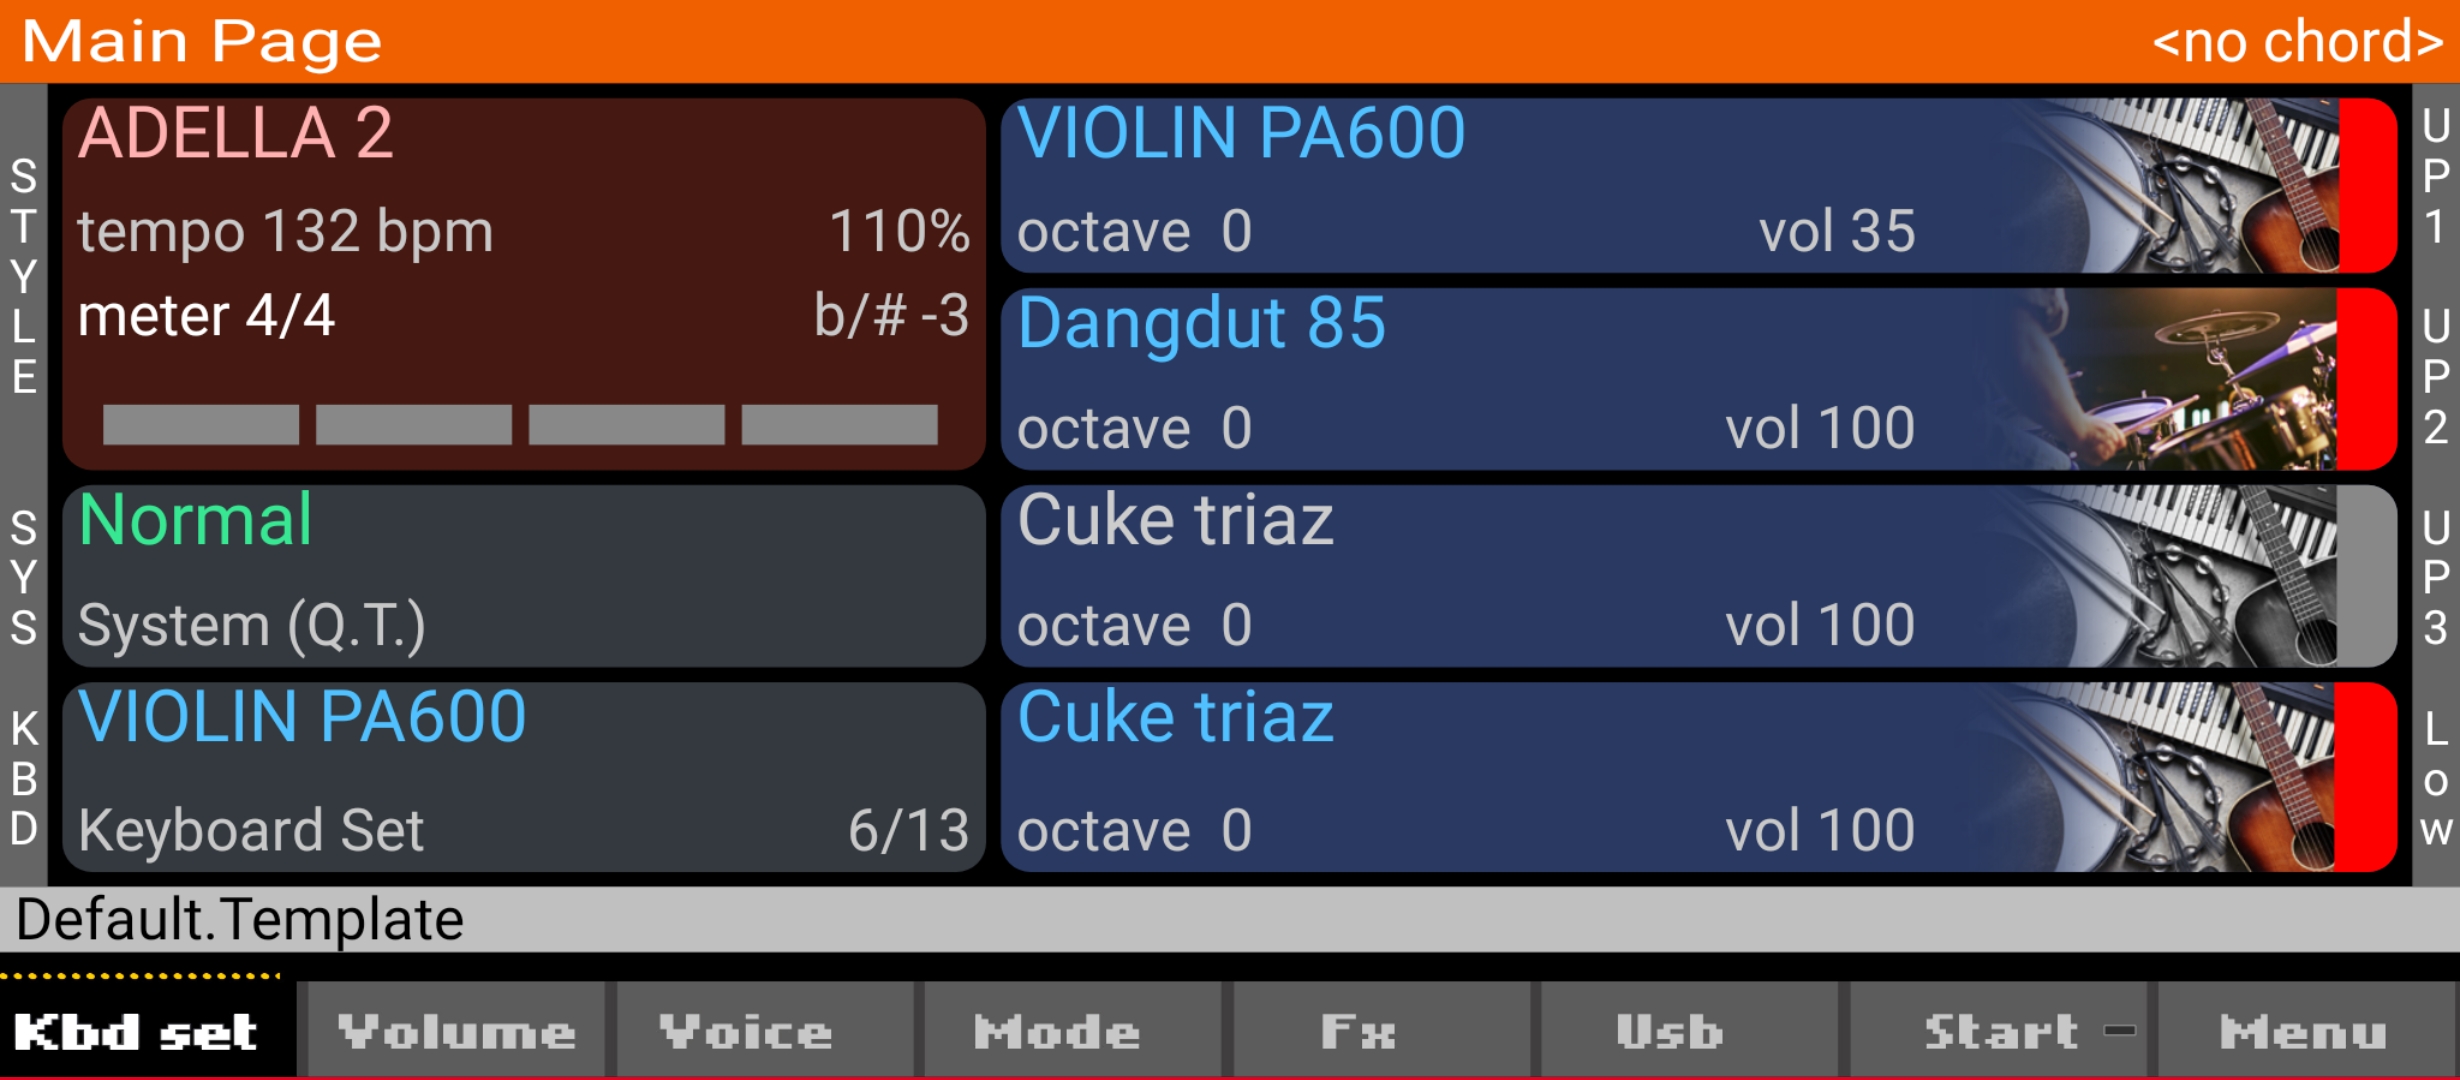 Main Page
<no chord>
STYLE
ADELLA 2
tempo 132 bpm 110%
meter 4/4 b/# -3
SYS
Normal
System (Q.T.)
KBD
VIOLIN PA600
Keyboard Set 6/13
VIOLIN PA600
octave 0 vol 35
UP1
Dangdut 85
octave 0 vol 100
UP2
Cuke triaz
octave 0 vol 100
UP3
Cuke triaz
octave 0 vol 100
Low
Default.Template
Kbd set Volume Voice Mode Fx Usb Start - Menu